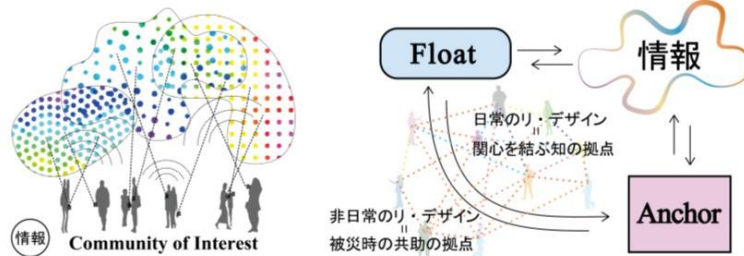 情報
Community of Interest
Float
情報
日常のリ・デザイン
=
関心を結ぶ知の拠点
非日常のリ・デザイン
=
被災時の共助の拠点
Anchor